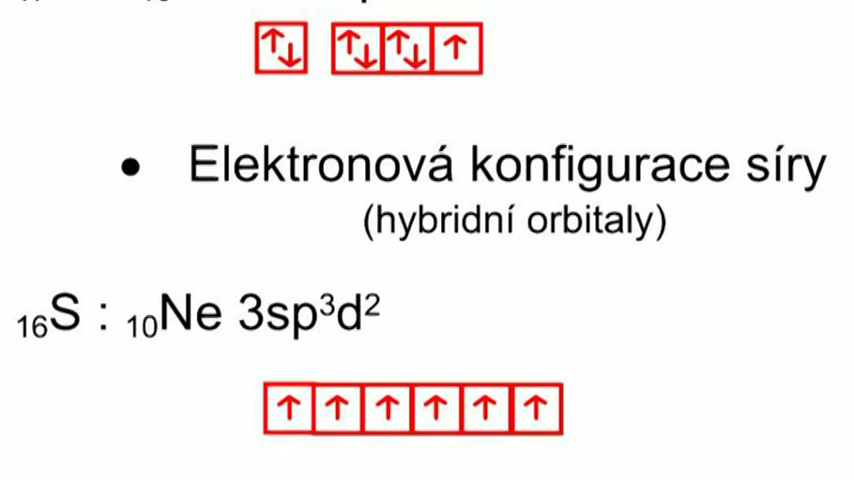 • Elektronová konfigurace síry
(hybridní orbitaly)
₁₆S : ₁₀Ne 3sp³d²